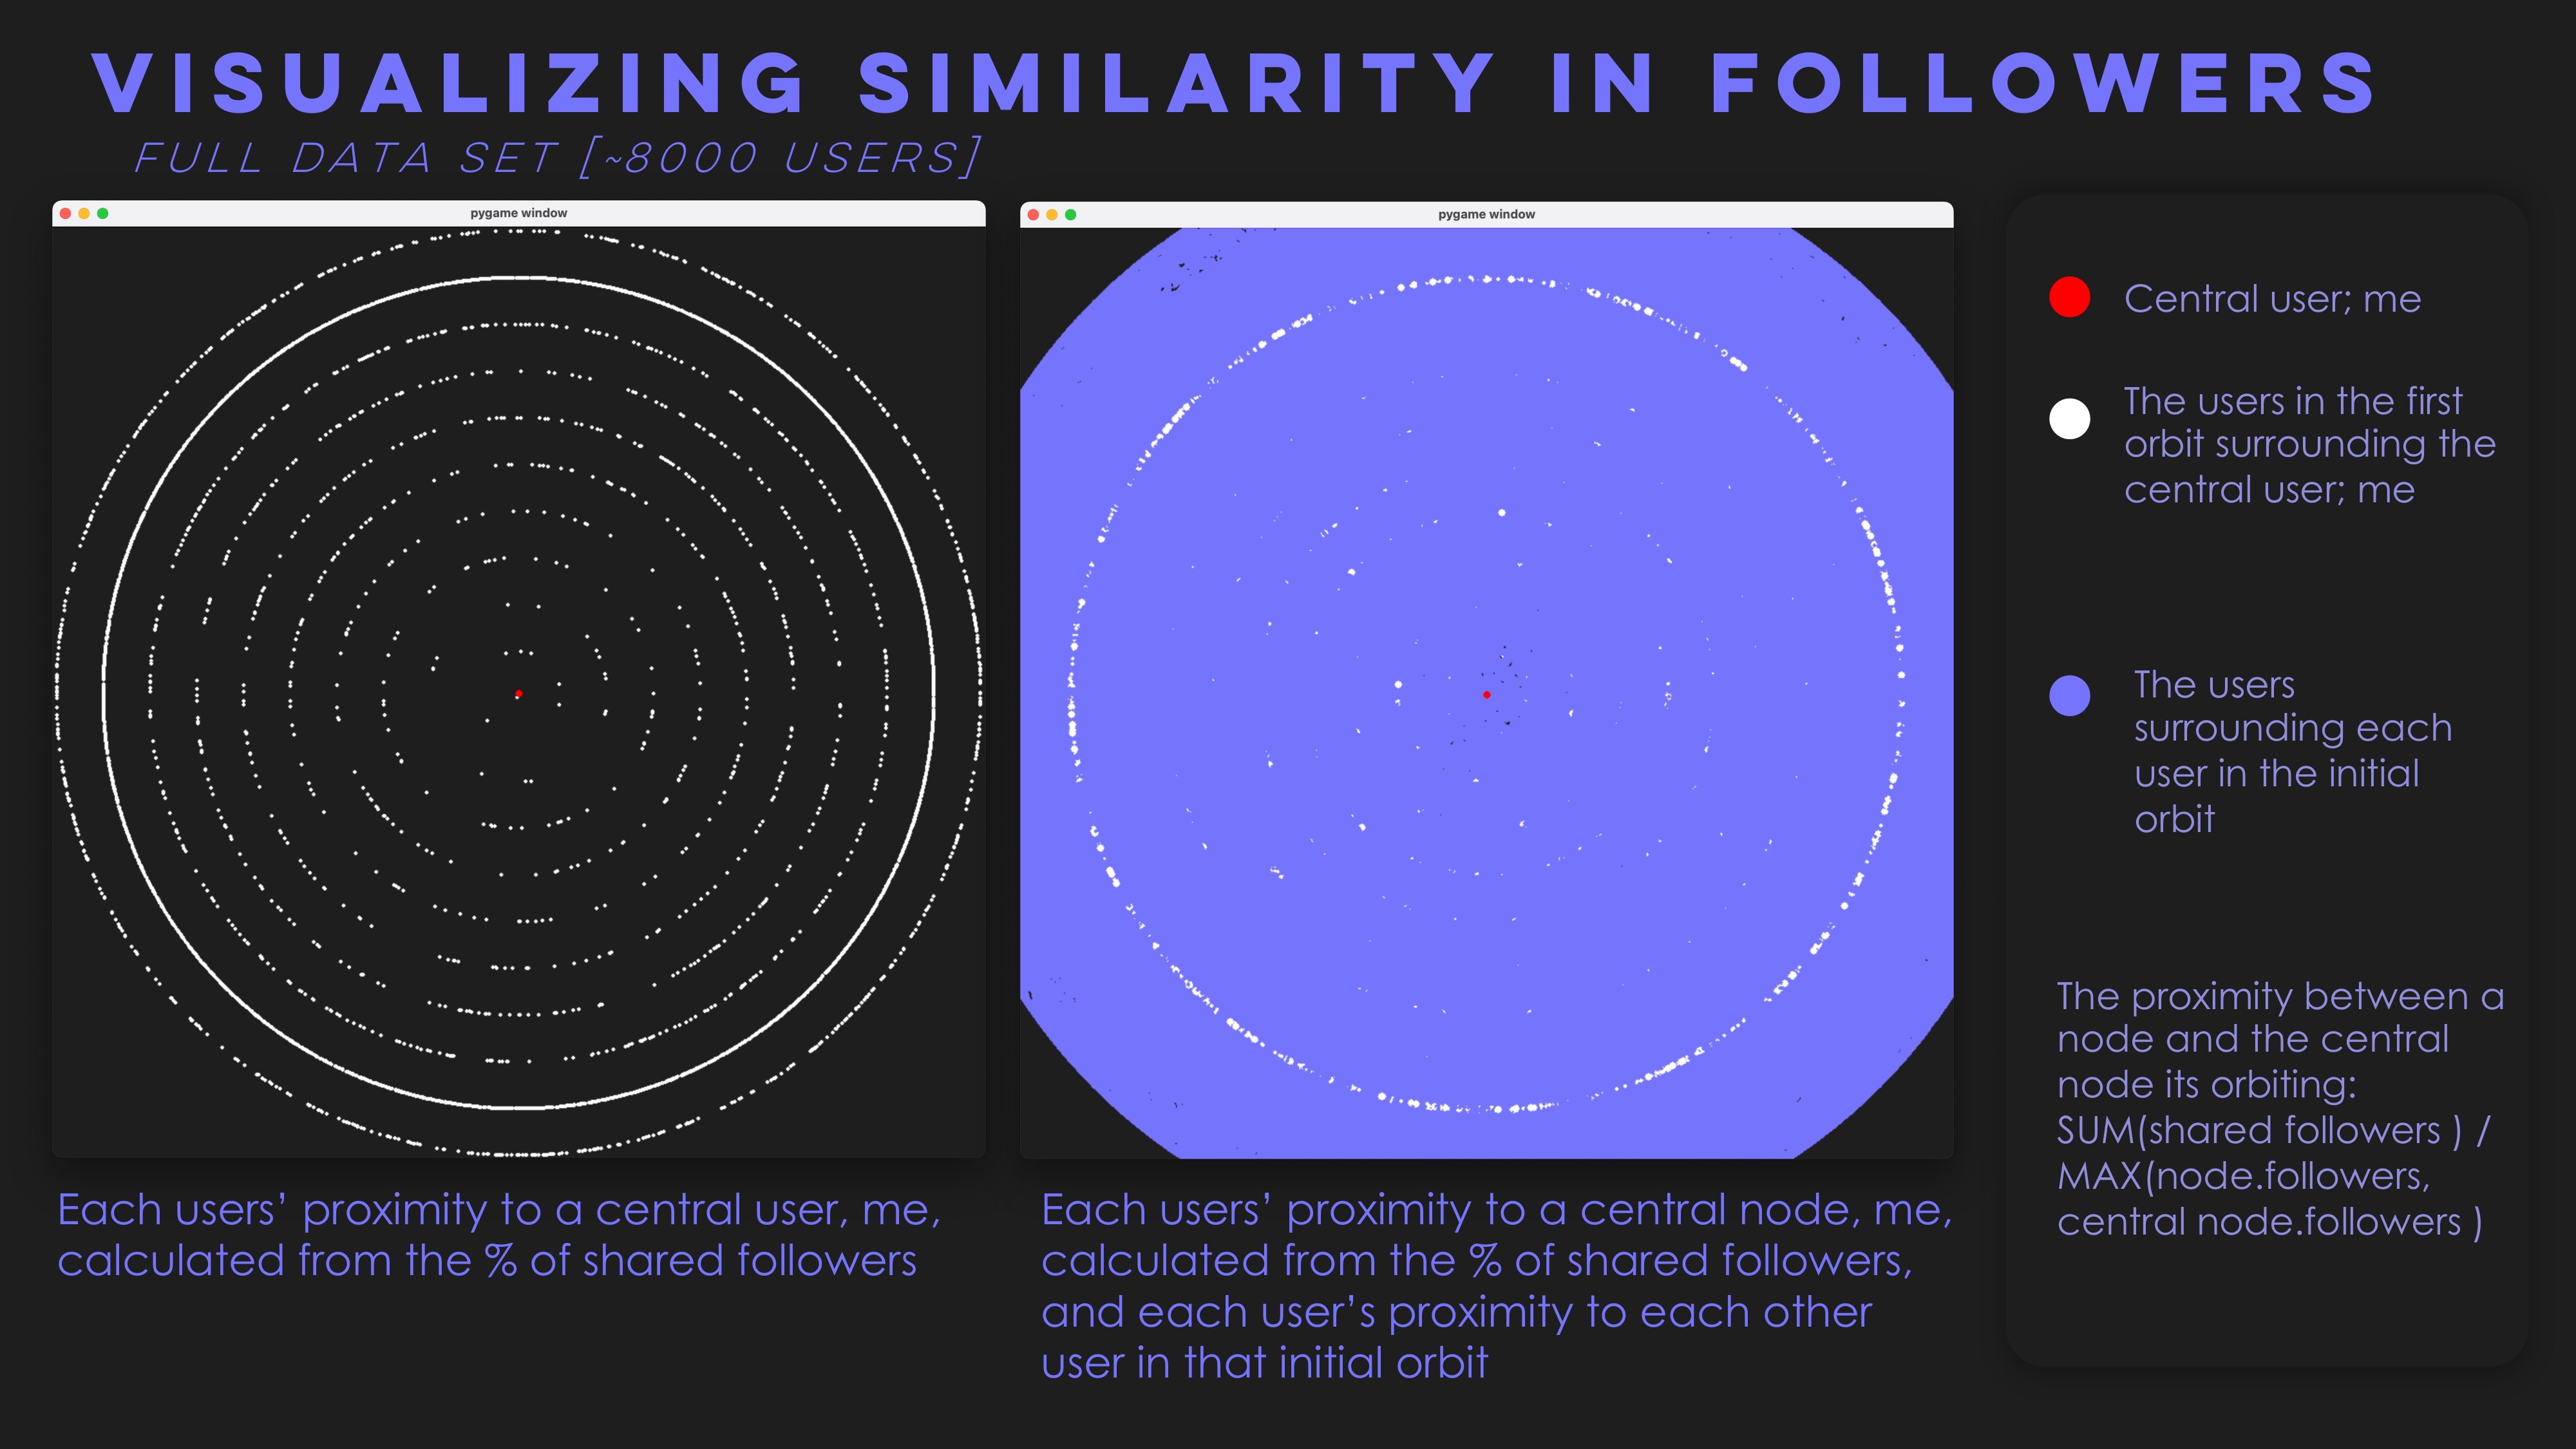 VISUALIZING SIMILARITY IN FOLLOWERS
FULL DATA SET [~8000 USERS]
pygame window
pygame window
Central user; me
The users in the first
orbit surrounding the
central user; me
The users
surrounding each
user in the initial
orbit
The proximity between a
node and the central
node its orbiting:
SUM(shared followers ) /
MAX(node.followers,
central node.followers )
Each users’ proximity to a central user, me,
calculated from the % of shared followers
Each users’ proximity to a central node, me,
calculated from the % of shared followers,
and each user’s proximity to each other
user in that initial orbit